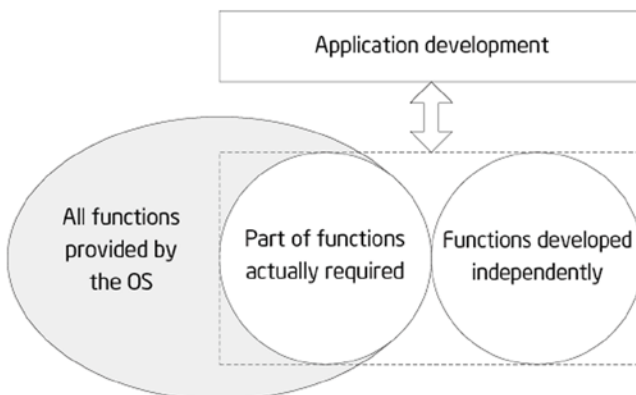 Application development
All functions
provided by
the OS
Part of functions
actually required
Functions developed
independently